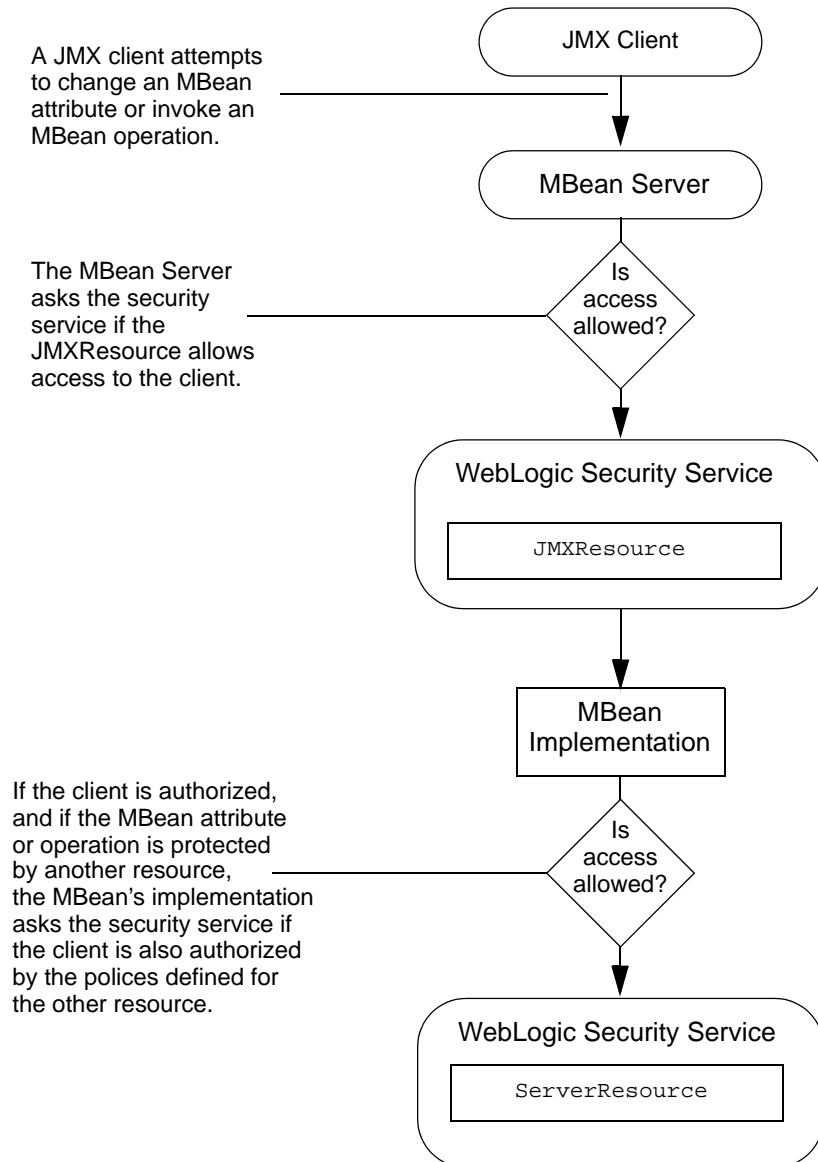 JMX Client
A JMX client attempts
to change an MBean
attribute or invoke an
MBean operation.
MBean Server
Is
access
allowed?
The MBean Server
asks the security
service if the
JMXResource allows
access to the client.
WebLogic Security Service
JMXResource
MBean
Implementation
Is
access
allowed?
If the client is authorized,
and if the MBean attribute
or operation is protected
by another resource,
the MBean’s implementation
asks the security service if
the client is also authorized
by the polices defined for
the other resource.
WebLogic Security Service
ServerResource